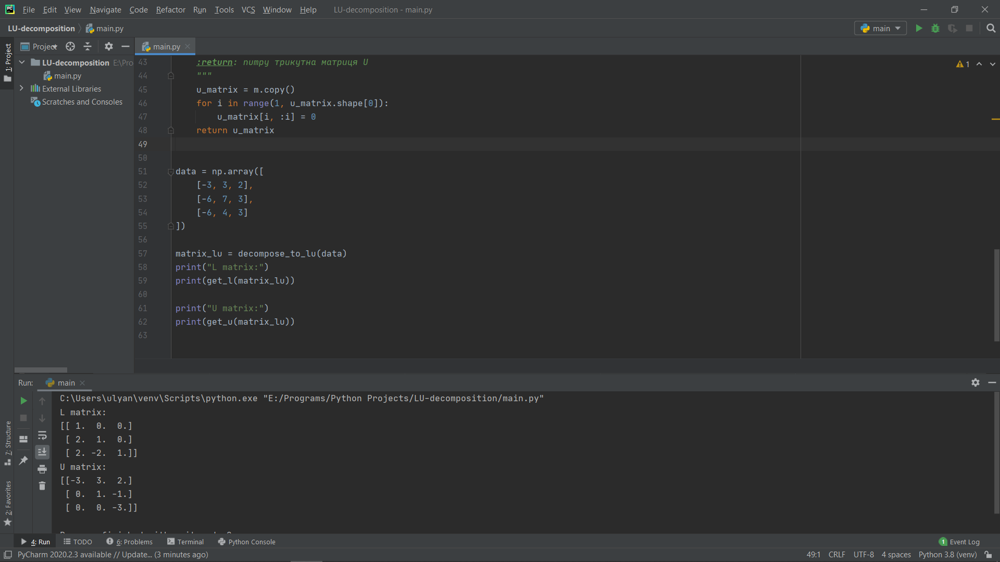 File Edit View Navigate Code Refactor Run Tools VCS Window Help LU-decomposition - main.py
LU-decomposition main.py
main
Project
main.py
1: Project
LU-decomposition E:\Pro
main.py
External Libraries
Scratches and Consoles
43 :return: numpy трикутна матриця U
44 """
45 u_matrix = m.copy()
46 for i in range(1, u_matrix.shape[0]):
47 u_matrix[i, :i] = 0
48 return u_matrix
49
50
51 data = np.array([
52 [-3, 3, 2],
53 [-6, 7, 3],
54 [-6, 4, 3]
55 ])
56
57 matrix_lu = decompose_to_lu(data)
58 print("L matrix:")
59 print(get_l(matrix_lu))
60
61 print("U matrix:")
62 print(get_u(matrix_lu))
63
1
Run: main
C:\Users\ulyan\venv\Scripts\python.exe "E:/Programs/Python Projects/LU-decomposition/main.py"
L matrix:
[[ 1.  0.  0.]
 [ 2.  1.  0.]
 [ 2. -2.  1.]]
U matrix:
[[-3.  3.  2.]
 [ 0.  1. -1.]
 [ 0.  0. -3.]]
7: Structure
2: Favorites
4: Run TODO 6: Problems Terminal Python Console 1 Event Log
PyCharm 2020.2.3 available // Update... (3 minutes ago) 49:1 CRLF UTF-8 4 spaces Python 3.8 (venv)